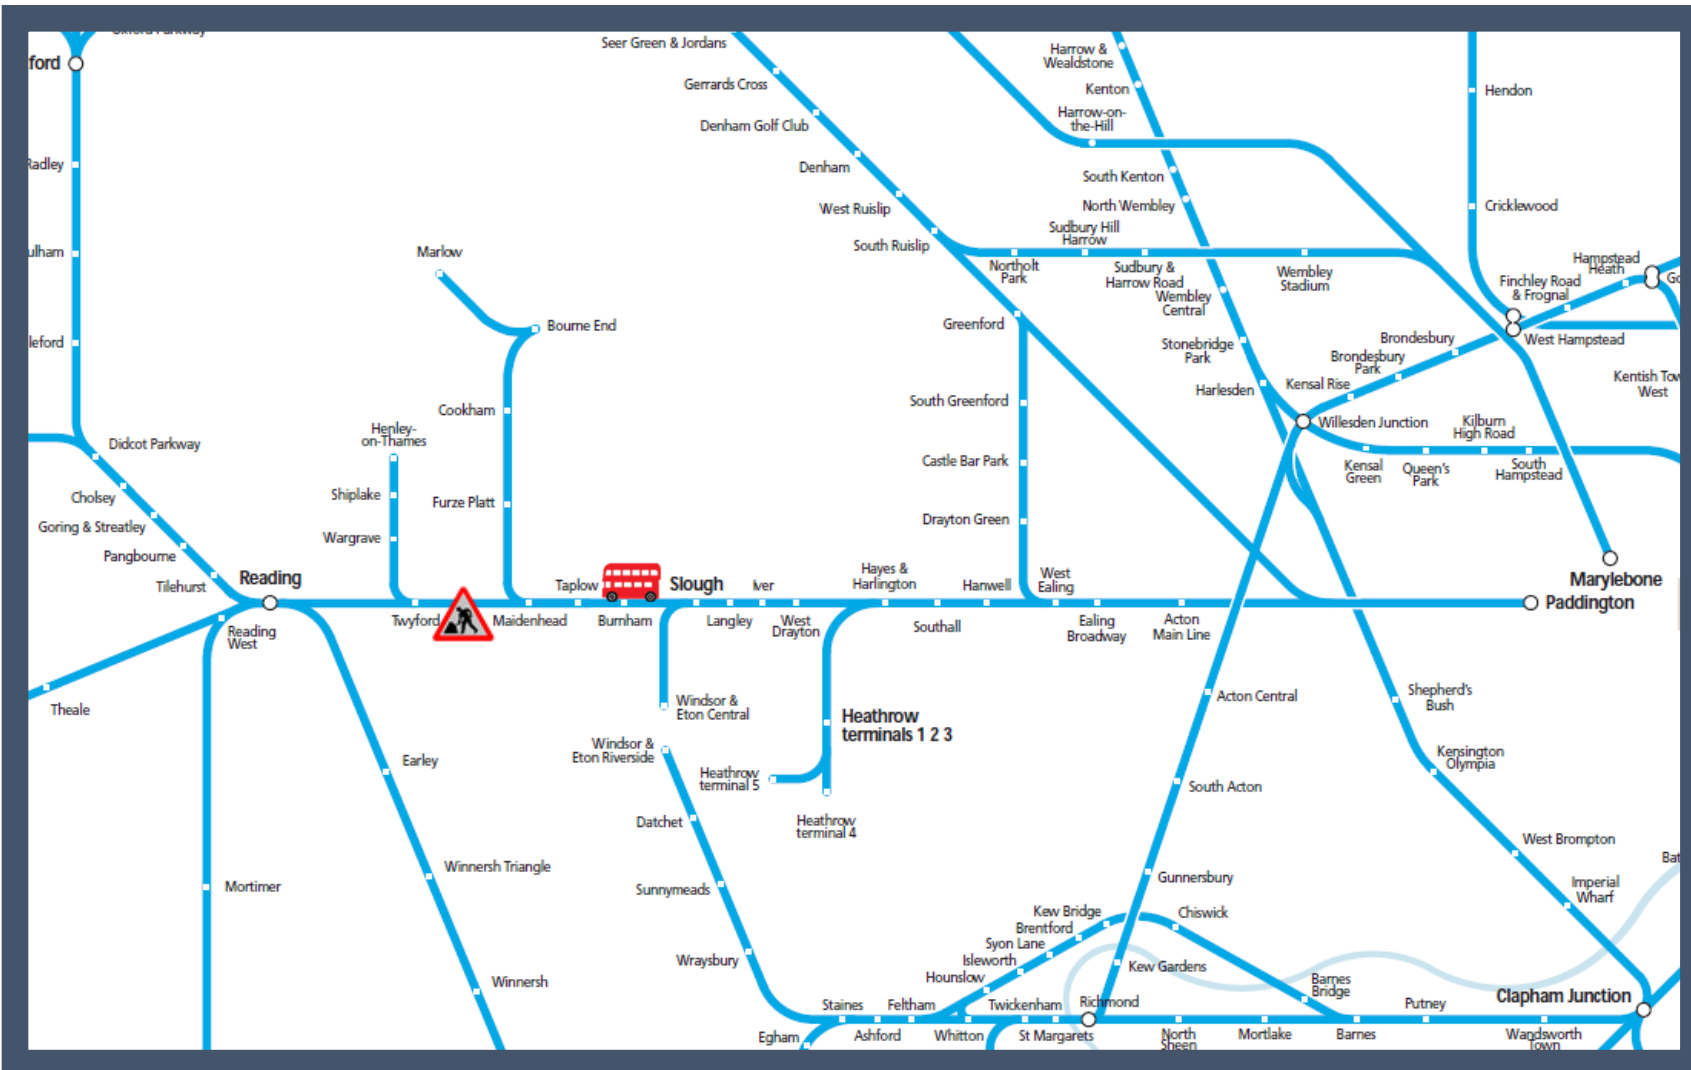 ford
Radley
Didcot Parkway
Cholsey
Goring & Streatley
Pangbourne
Tilehurst
Reading
Reading
West
Theale
Mortimer
Earley
Winnersh Triangle
Winnersh
Henley-
on-Thames
Shiplake
Wargrave
Twyford
Marlow
Bourne End
Cookham
Furze Platt
Maidenhead
Taplow
Burnham
Slough
Windsor &
Eton Central
Windsor &
Eton Riverside
Datchet
Sunnymeads
Wraysbury
Langley
Iver
West
Drayton
Heathrow
terminals 1 2 3
Heathrow
terminal 5
Heathrow
terminal 4
Hayes &
Harlington
Southall
Hanwell
West
Ealing
Ealing
Broadway
Acton
Main Line
Paddington
Marylebone
Seer Green & Jordans
Gerrards Cross
Denham Golf Club
Denham
West Ruislip
South Ruislip
Northolt
Park
Greenford
South Greenford
Castle Bar Park
Drayton Green
Sudbury Hill
Harrow
Sudbury &
Harrow Road
Wembley
Stadium
Harrow &
Wealdstone
Kenton
Harrow-on-
the-Hill
South Kenton
North Wembley
Wembley
Central
Stonebridge
Park
Harlesden
Willesden Junction
Kensal Rise
Brondesbury
Park
Brondesbury
West Hampstead
Finchley Road
& Frognal
Hampstead
Heath
Go
Hendon
Cricklewood
Kentish Tow
West
Kensal
Green
Queen's
Park
Kilburn
High Road
South
Hampstead
Acton Central
South Acton
Gunnersbury
Kew Gardens
Richmond
Shepherd's
Bush
Kensington
Olympia
West Brompton
Imperial
Wharf
Bat
Clapham Junction
Egham
Staines
Ashford
Feltham
Whitton
Twickenham
St Margarets
Hounslow
Isleworth
Syon Lane
Brentford
Kew Bridge
Chiswick
Barnes
Bridge
North
Sheen
Mortlake
Barnes
Putney
Wandsworth
Town
ulham
leford